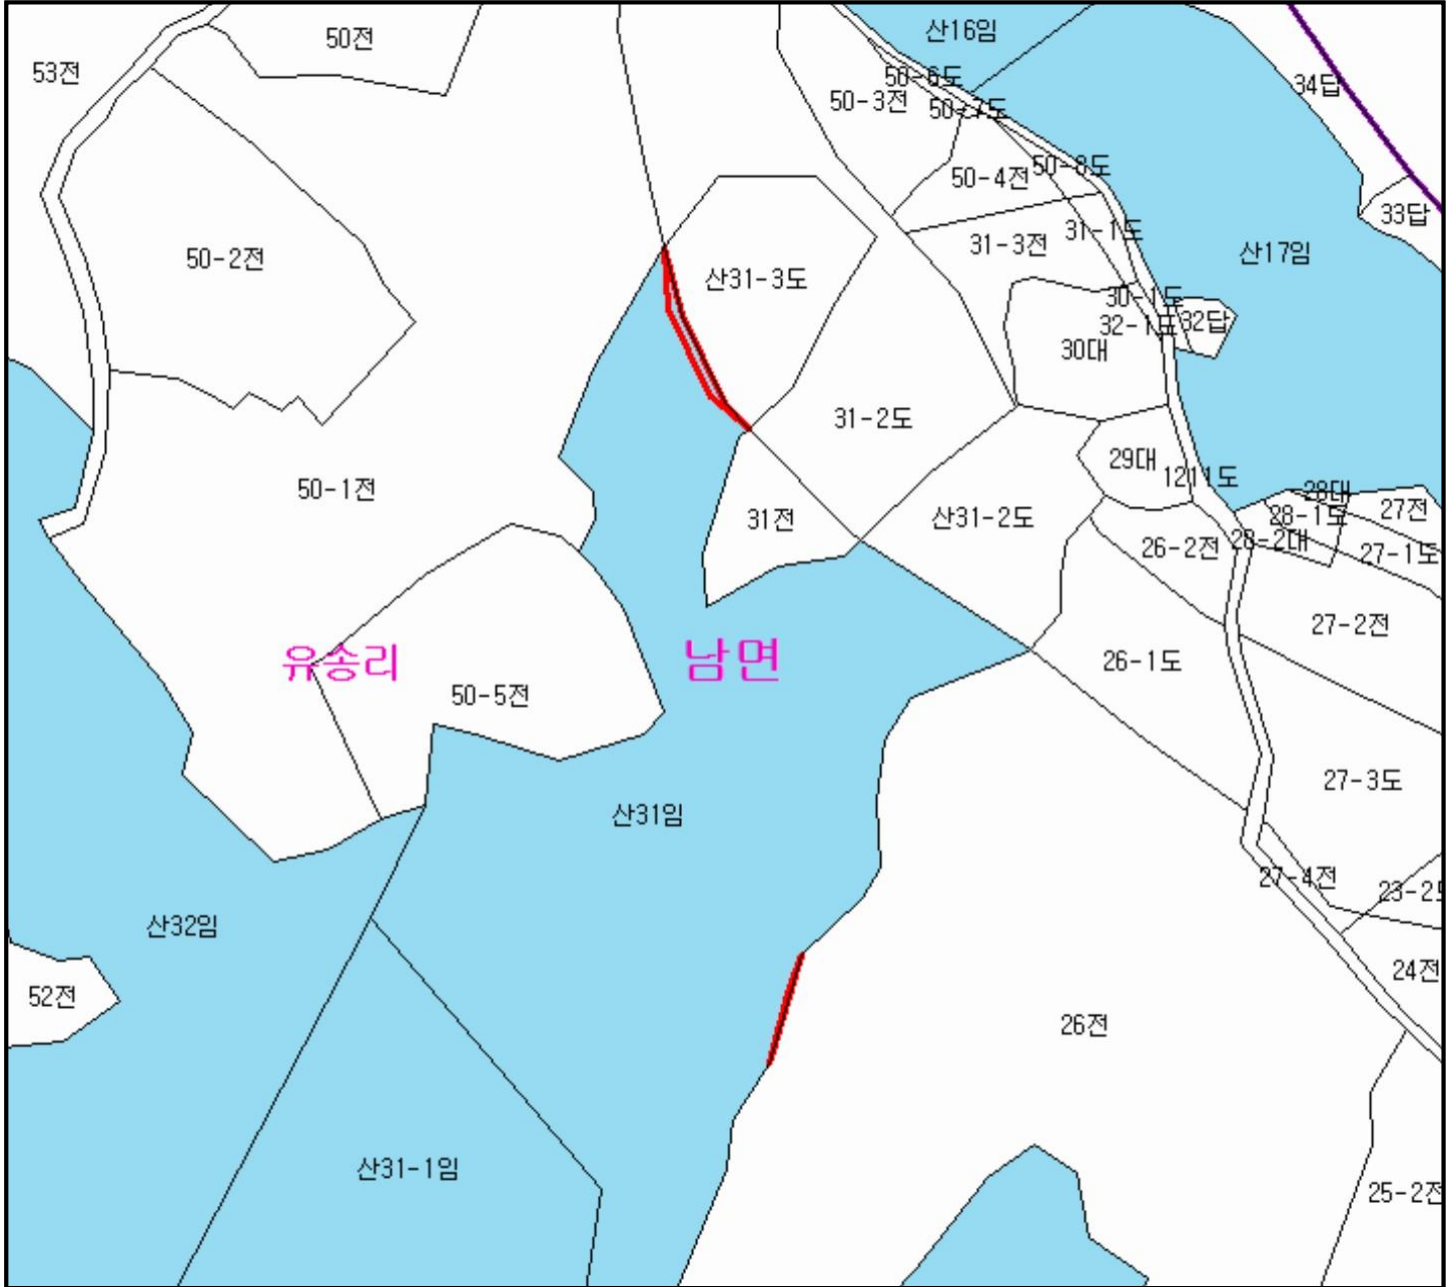 산16임
50전
53전
50-6도
34답
50-3전
50-7도
50-8도
50-4전
33답
31-1도
31-3전
산17임
50-2전
산31-3도
30-1도
32-1도
32답
30대
31-2도
29대
1211도
50-1전
28대
27전
28-1도
31전
산31-2도
28-2대
26-2전
27-1도
27-2전
유송리
남면
26-1도
50-5전
27-3도
산31임
27-4전
23-2도
산32임
24전
52전
26전
산31-1임
25-2전